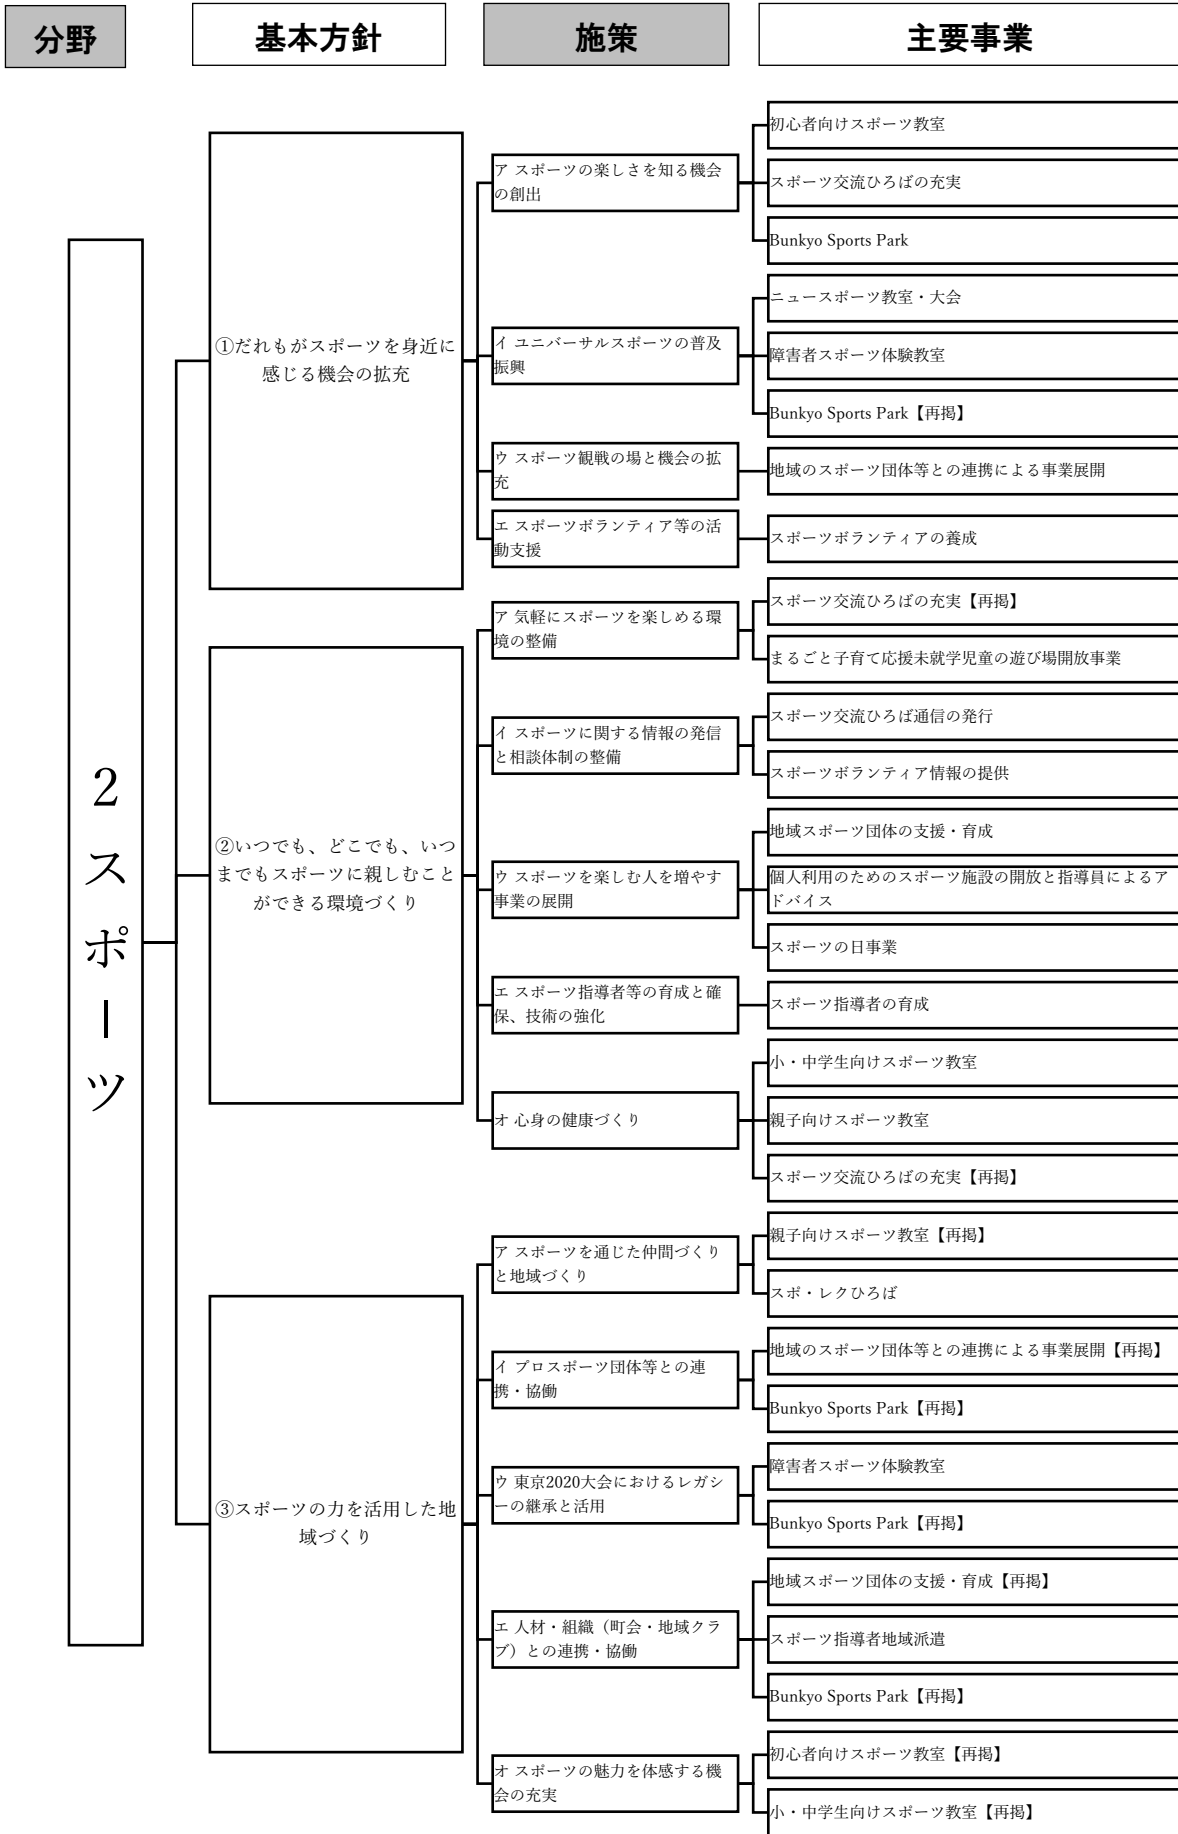 分野
基本方針
施策
主要事業
2スポーツ
①だれもがスポーツを身近に
感じる機会の拡充
ア スポーツの楽しさを知る機会
の創出
初心者向けスポーツ教室
スポーツ交流ひろばの充実
Bunkyo Sports Park
イ ユニバーサルスポーツの普及
振興
ニュースポーツ教室・大会
障害者スポーツ体験教室
Bunkyo Sports Park【再掲】
ウ スポーツ観戦の場と機会の拡
充
地域のスポーツ団体等との連携による事業展開
エ スポーツボランティア等の活
動支援
スポーツボランティアの養成
②いつでも、どこでも、いつ
までもスポーツに親しむこと
ができる環境づくり
ア 気軽にスポーツを楽しめる環
境の整備
スポーツ交流ひろばの充実【再掲】
まるごと子育て応援未就学児童の遊び場開放事業
イ スポーツに関する情報の発信
と相談体制の整備
スポーツ交流ひろば通信の発行
スポーツボランティア情報の提供
ウ スポーツを楽しむ人を増やす
事業の展開
地域スポーツ団体の支援・育成
個人利用のためのスポーツ施設の開放と指導員によるア
ドバイス
スポーツの日事業
エ スポーツ指導者等の育成と確
保、技術の強化
スポーツ指導者の育成
オ 心身の健康づくり
小・中学生向けスポーツ教室
親子向けスポーツ教室
スポーツ交流ひろばの充実【再掲】
③スポーツの力を活用した地
域づくり
ア スポーツを通じた仲間づくり
と地域づくり
親子向けスポーツ教室【再掲】
スポ・レクひろば
イ プロスポーツ団体等との連
携・協働
地域のスポーツ団体等との連携による事業展開【再掲】
Bunkyo Sports Park【再掲】
ウ 東京2020大会におけるレガシ
ーの継承と活用
障害者スポーツ体験教室
Bunkyo Sports Park【再掲】
エ 人材・組織（町会・地域クラ
ブ）との連携・協働
地域スポーツ団体の支援・育成【再掲】
スポーツ指導者地域派遣
Bunkyo Sports Park【再掲】
オ スポーツの魅力を体感する機
会の充実
初心者向けスポーツ教室【再掲】
小・中学生向けスポーツ教室【再掲】